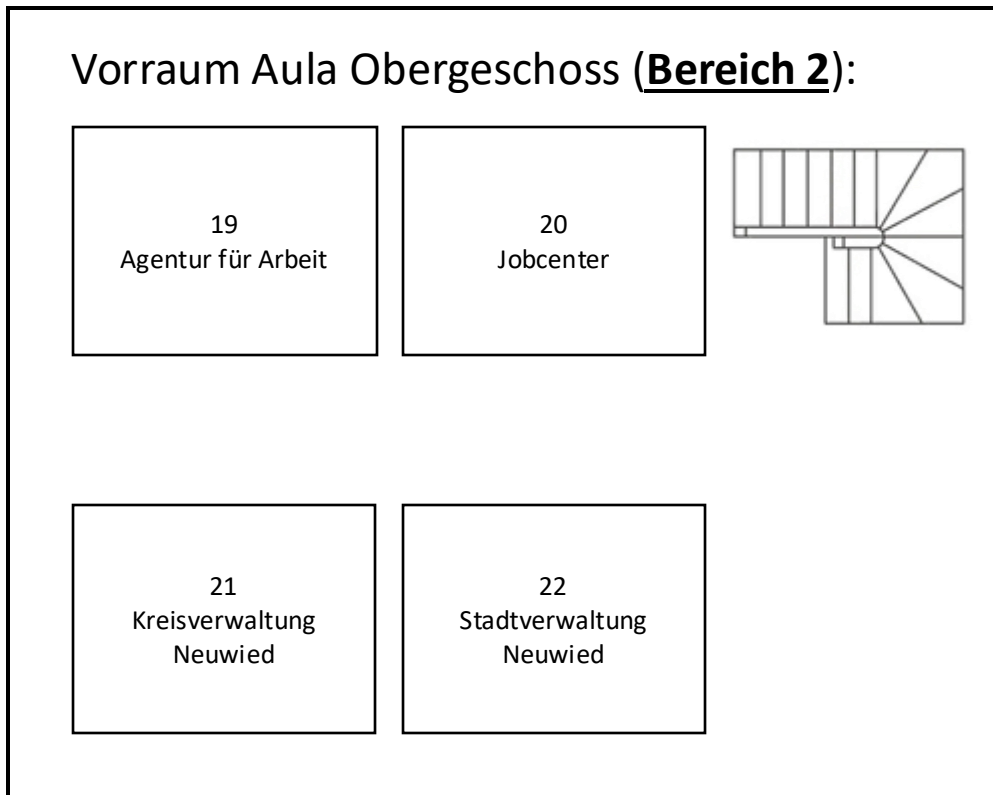 Vorraum Aula Obergeschoss (Bereich 2):
19
Agentur für Arbeit
20
Jobcenter
21
Kreisverwaltung
Neuwied
22
Stadtverwaltung
Neuwied